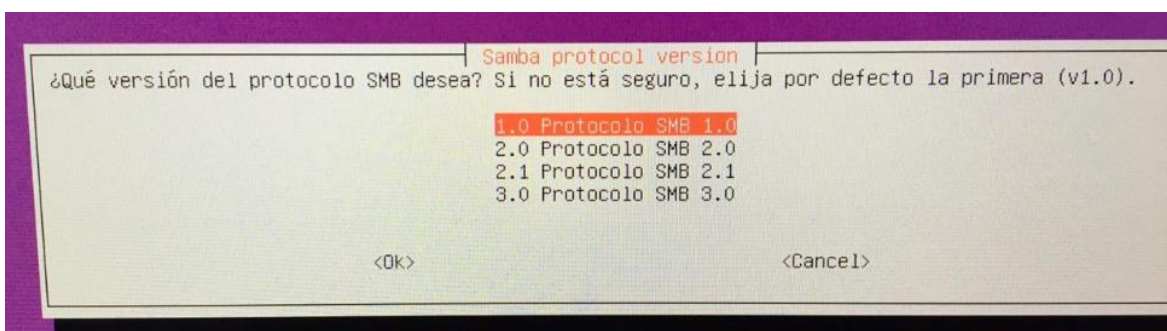 Samba protocol version
¿Qué versión del protocolo SMB desea? Si no está seguro, elija por defecto la primera (v1.0).
1.0 Protocolo SMB 1.0
2.0 Protocolo SMB 2.0
2.1 Protocolo SMB 2.1
3.0 Protocolo SMB 3.0
<Ok> <Cancel>